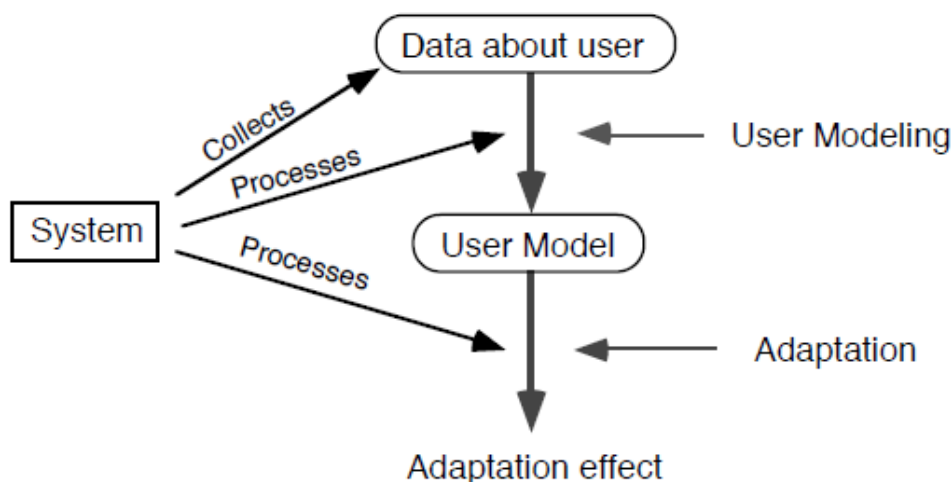 Data about user
Collects
Processes
User Modeling
System
User Model
Processes
Adaptation
Adaptation effect